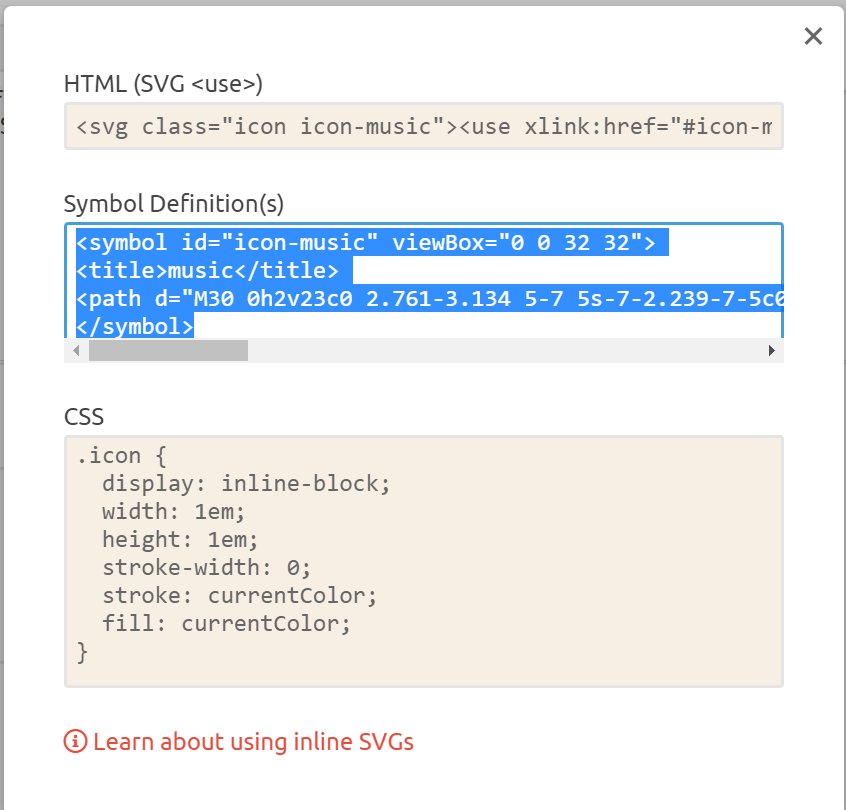 HTML (SVG <use>)
<svg class="icon icon-music"><use xlink:href="#icon-m
Symbol Definition(s)
<symbol id="icon-music" viewBox="0 0 32 32">
<title>music</title>
<path d="M30 0h2v23c0 2.761-3.134 5-7 5s-7-2.239-7-5c0
</symbol>
CSS
.icon {
  display: inline-block;
  width: 1em;
  height: 1em;
  stroke-width: 0;
  stroke: currentColor;
  fill: currentColor;
}
Learn about using inline SVGs